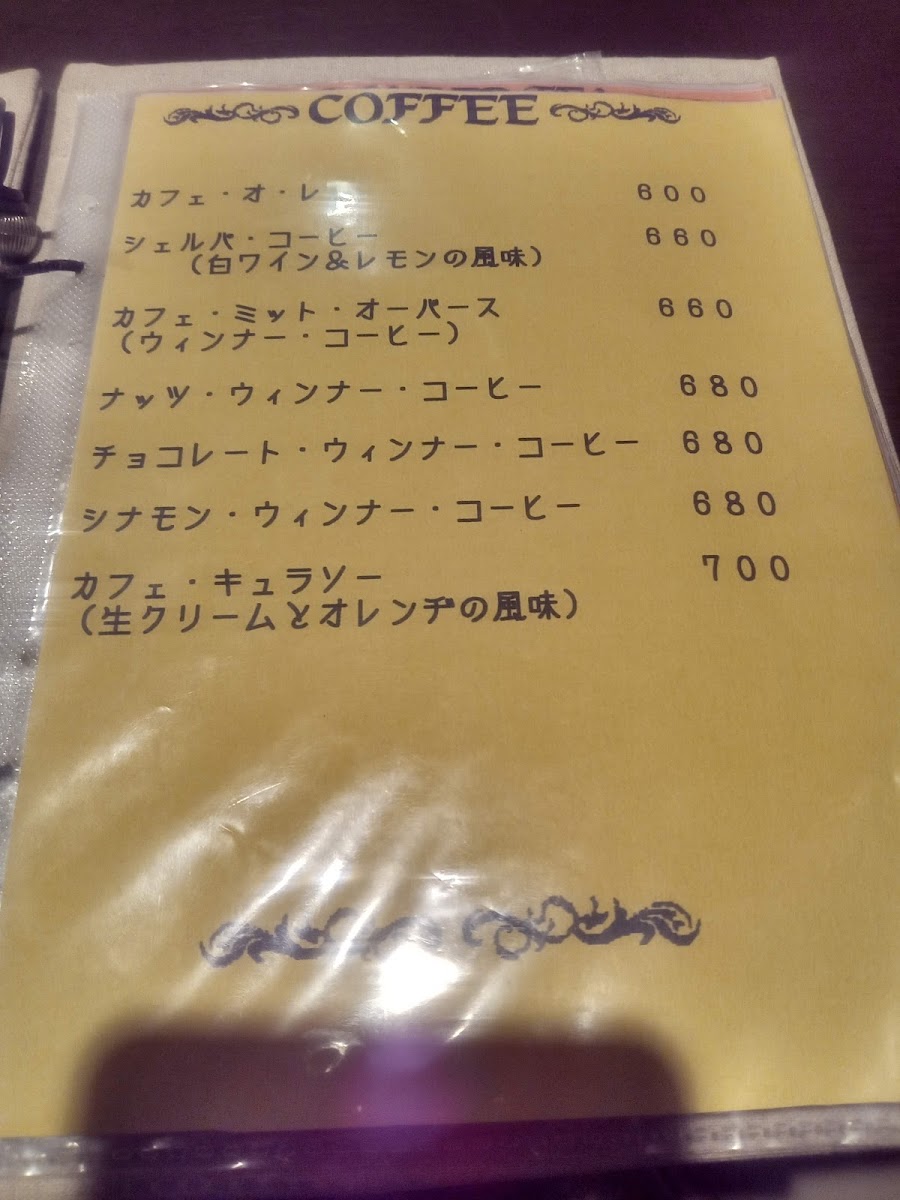 COFFEE
カフェ・オ・レ 600
シェルパ・コーヒー 660
(白ワイン&レモンの風味)
カフェ・ミット・オーバース 660
(ウィンナー・コーヒー)
ナッツ・ウィンナー・コーヒー 680
チョコレート・ウィンナー・コーヒー 680
シナモン・ウィンナー・コーヒー 680
カフェ・キュラソー 700
(生クリームとオレンヂの風味)